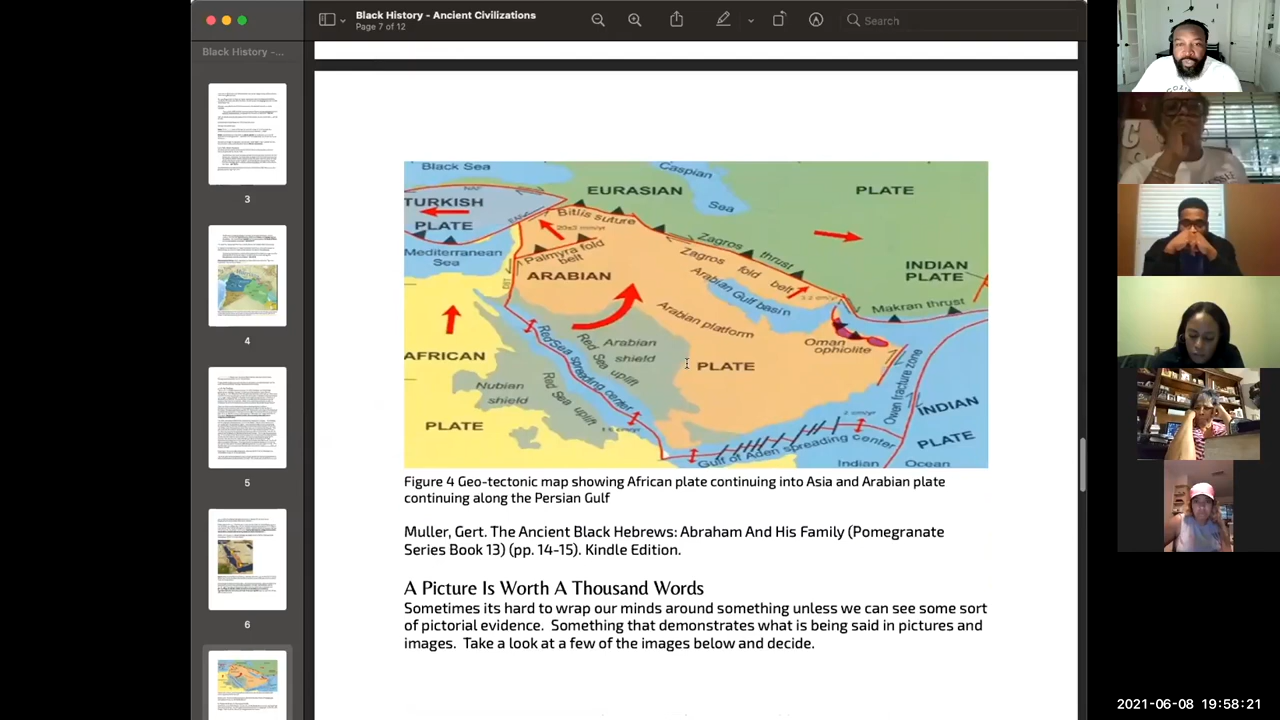 Black History - Ancient Civilizations
Page 7 of 12
Search
Black History -...
3
4
5
6
Black Sea
Caspian
Sea
EURASIAN
PLATE
NAF
TURKISH
PLATE
Bitlis suture
20±3 mm/yr
Mediterranean
Sea
Palmyra fold
belt
Zagros fold belt
Zagros thrust
INDIAN
PLATE
ARABIAN
Arabian Gulf basin
Makran thrust
Arabian platform
Oman
ophiolite
Arabian
shield
PLATE
AFRICAN
Red Sea spreading center
Red Sea uplift
Nubian
shield
Red Sea uplift
Owen fracture zone
INDIAN
PLATE
PLATE
Gulf of Aden spreading Center
Indian Ocean
Figure 4 Geo-tectonic map showing African plate continuing into Asia and Arabian plate
continuing along the Persian Gulf
Muller, Gert. The Ancient Black Hebrews: Abraham And His Family (Pomegranate
Series Book 13) (pp. 14-15). Kindle Edition.
A Picture Is Worth A Thousand Words
Sometimes its hard to wrap our minds around something unless we can see some sort
of pictorial evidence. Something that demonstrates what is being said in pictures and
images. Take a look at a few of the images below and decide.
2021-06-08 19:58:21